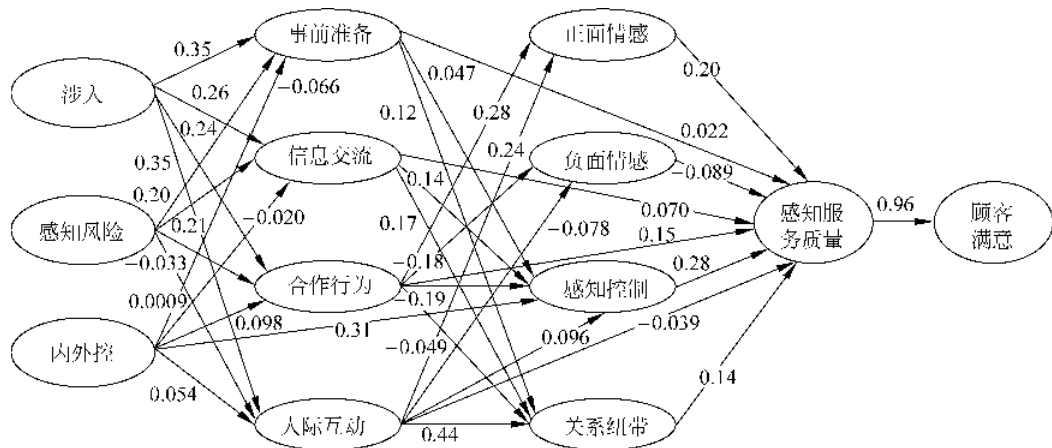 事前准备
正面情感
0.35
0.047
0.20
涉入
-0.066
0.26
0.28
0.12
0.022
0.24
信息交流
0.24
负面情感
0.35
0.14
-0.089
0.20
-0.020
0.070
感知服
务质量
0.96
顾客
满意
感知风险
0.21
0.17
-0.078
0.15
-0.033
-0.18
合作行为
感知控制
0.28
0.0009
-0.19
0.098
0.31
-0.039
内外控
-0.049
0.096
0.054
0.14
人际互动
0.44
关系纽带